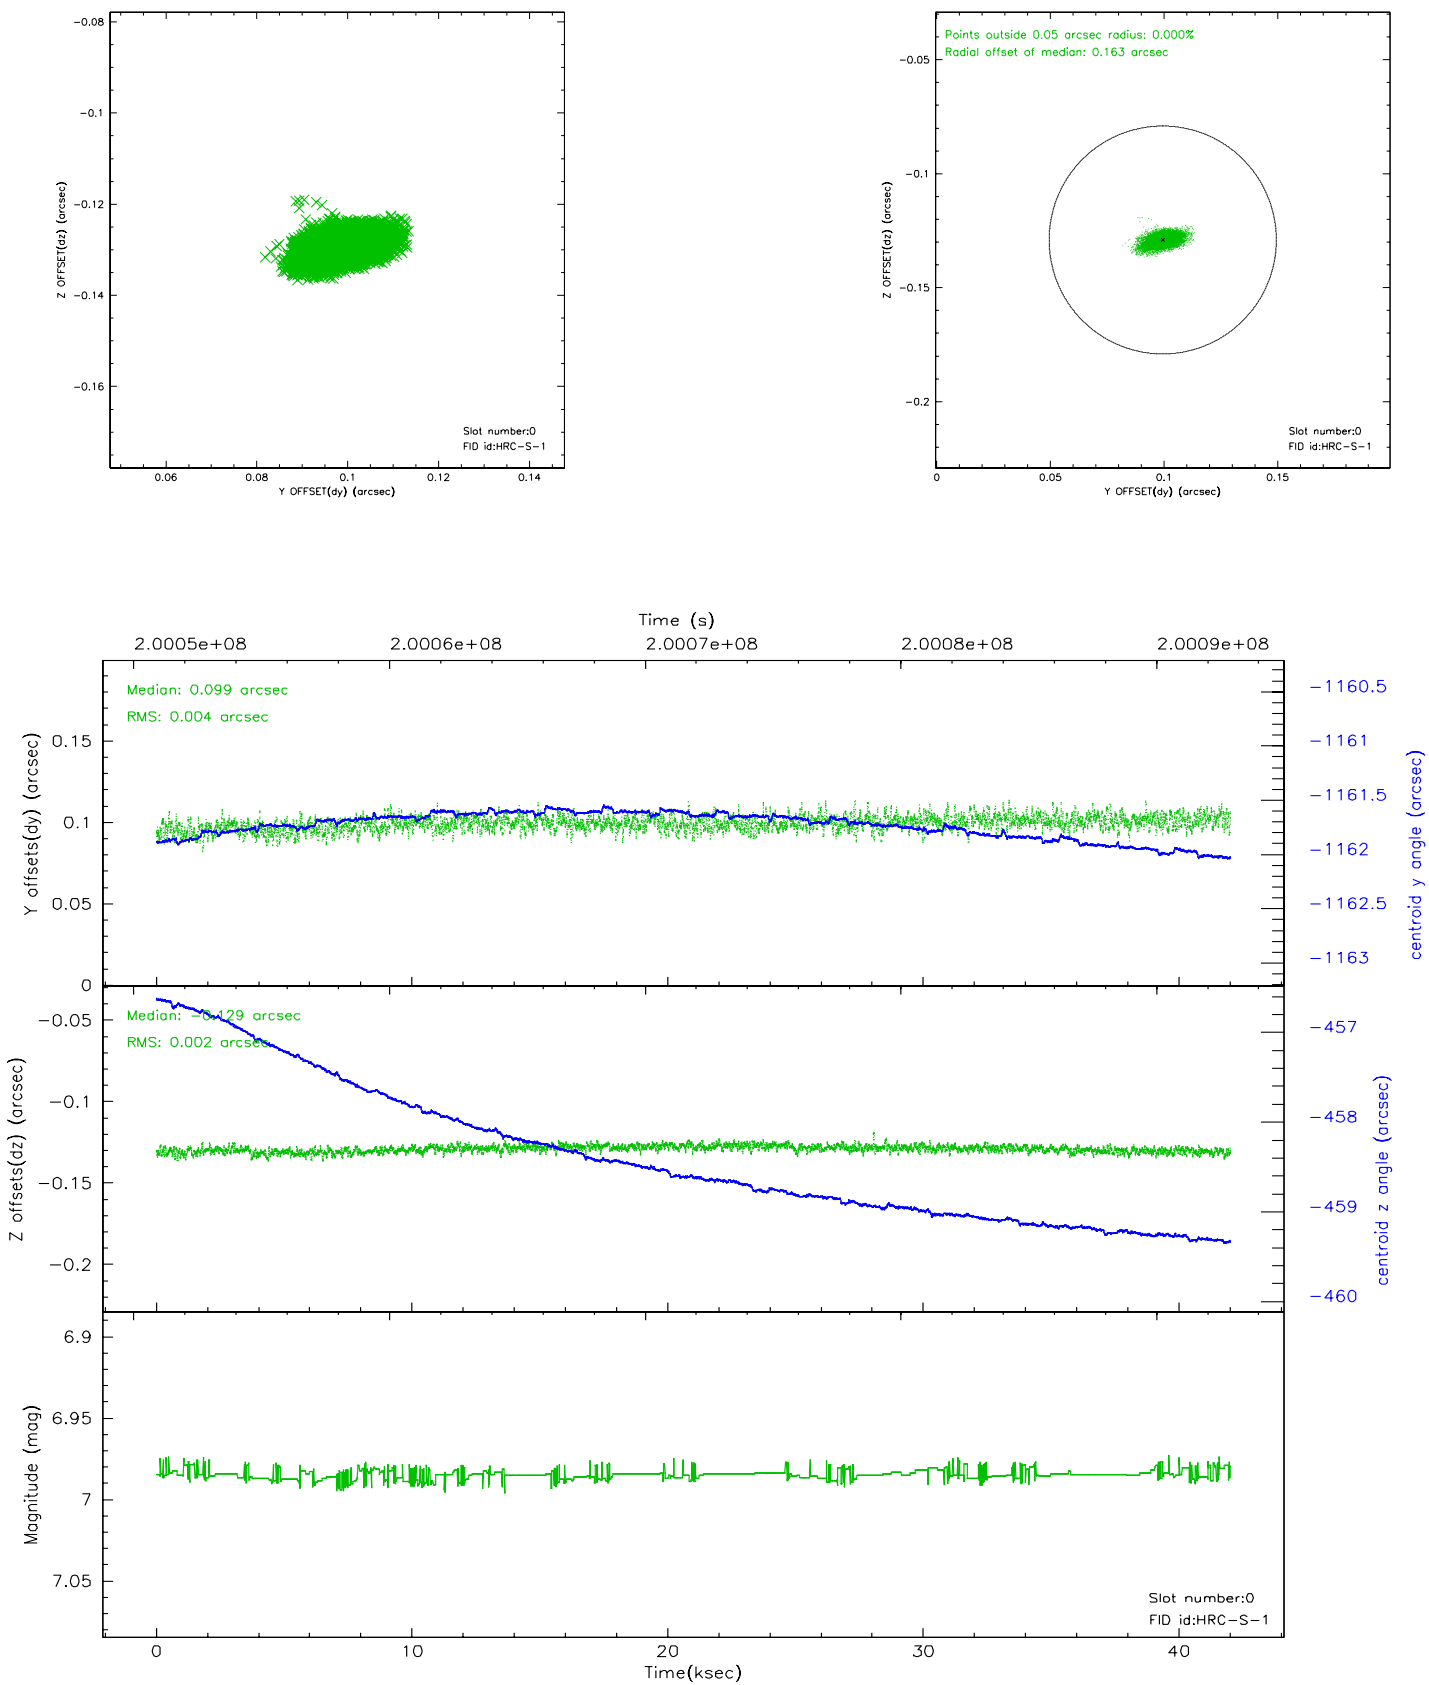 −0.08
−0.1
−0.12
−0.14
−0.16
Z OFFSET(dz) (arcsec)
Slot number:0
FID id:HRC−S−1
0.06 0.08 0.1 0.12 0.14
Y OFFSET(dy) (arcsec)
Points outside 0.05 arcsec radius: 0.000%
Radial offset of median: 0.163 arcsec
−0.05
−0.1
−0.15
−0.2
Z OFFSET(dz) (arcsec)
Slot number:0
FID id:HRC−S−1
0 0.05 0.1 0.15
Y OFFSET(dy) (arcsec)
Time (s)
2.0005e+08 2.0006e+08 2.0007e+08 2.0008e+08 2.0009e+08
Median: 0.099 arcsec
RMS: 0.004 arcsec
0.15
0.1
0.05
0
Y offsets(dy) (arcsec)
−1160.5
−1161
−1161.5
−1162
−1162.5
−1163
centroid y angle (arcsec)
Median: −0.129 arcsec
RMS: 0.002 arcsec
−0.05
−0.1
−0.15
−0.2
Z offsets(dz) (arcsec)
−457
−458
−459
−460
centroid z angle (arcsec)
6.9
6.95
7
7.05
Magnitude (mag)
Slot number:0
FID id:HRC−S−1
0 10 20 30 40
Time(ksec)